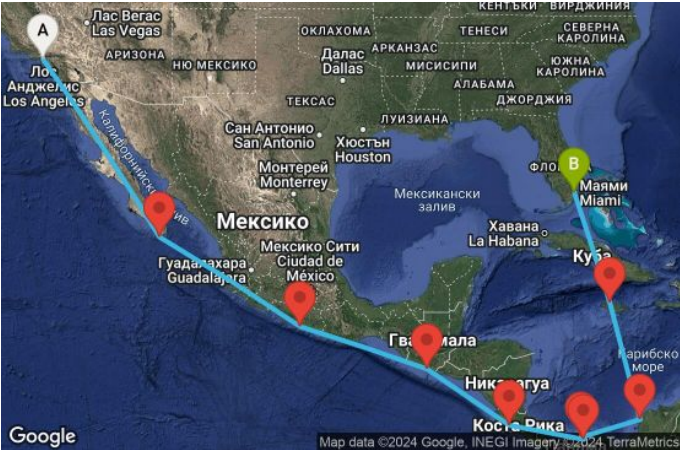 КЕНТЪКИ
ВИРДЖИНИЯ
Лас Вегас
Las Vegas
A
ОКЛАХОМА
ТЕНЕСИ
СЕВЕРНА
КАРОЛИНА
АРИЗОНА
НЮ МЕКСИКО
Далас
Dallas
АРКАНЗАС
МИСИСИПИ
ЮЖНА
КАРОЛИНА
Лос
Анджелис
Los Angeles
АЛАБАМА
ДЖОРДЖИЯ
ТЕКСАС
ЛУИЗИАНА
Сан Антонио
San Antonio
Хюстън
Houston
Калифорнийски залив
B
Монтерей
Monterrey
Маями
Miami
Мексикански
залив
Мексико
Хавана
La Habana
Куба
Гуадалахара
Guadalajara
Мексико Сити
Ciudad de
México
Гватемала
Карибско
море
Никарагуа
Коста Рика
Google
Map data ©2024 Google, INEGI Imagery ©2024 TerraMetrics